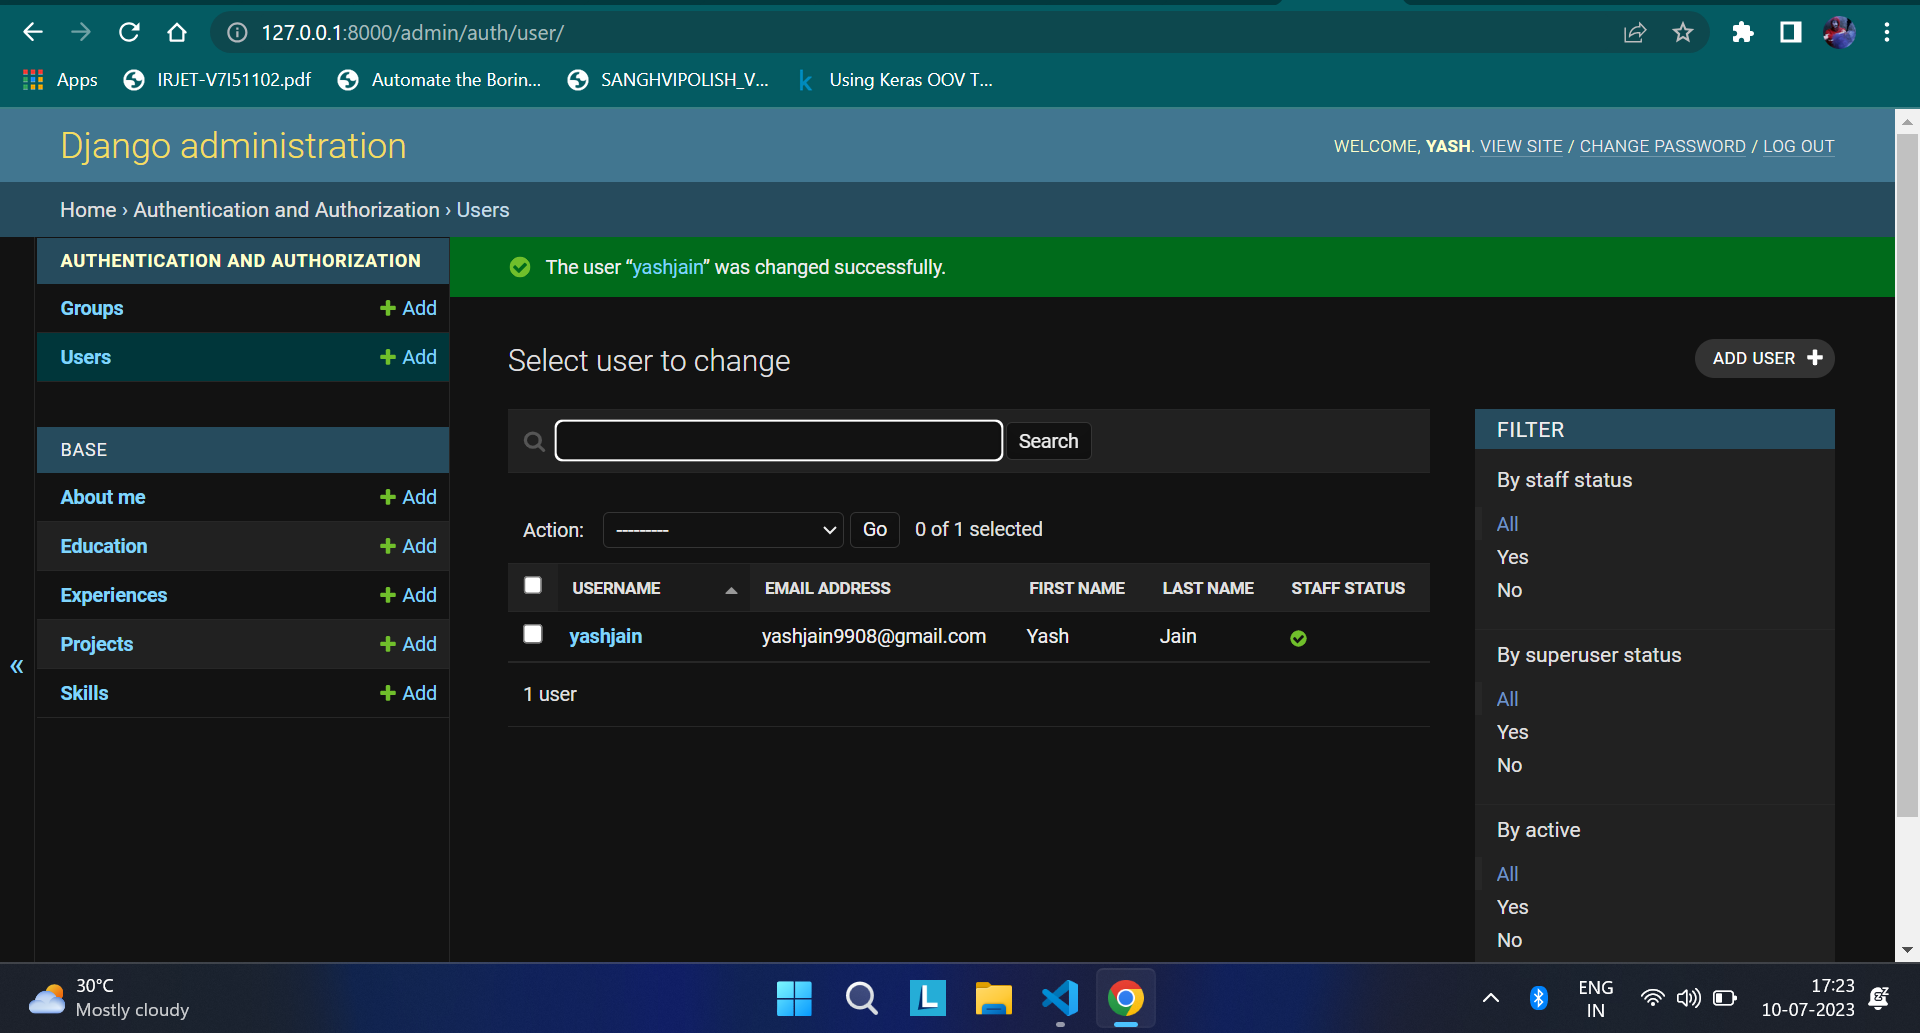 127.0.0.1:8000/admin/auth/user/
Apps IRJET-V7I51102.pdf Automate the Borin... SANGHVIPOLISH_V... k Using Keras OOV T...
Django administration
WELCOME, YASH. VIEW SITE / CHANGE PASSWORD / LOG OUT
Home › Authentication and Authorization › Users
AUTHENTICATION AND AUTHORIZATION
Groups + Add
Users + Add
BASE
About me + Add
Education + Add
Experiences + Add
Projects + Add
Skills + Add
«
The user “yashjain” was changed successfully.
Select user to change
ADD USER +
Search
Action: --------- Go 0 of 1 selected
USERNAME EMAIL ADDRESS FIRST NAME LAST NAME STAFF STATUS
yashjain yashjain9908@gmail.com Yash Jain
1 user
FILTER
By staff status
All
Yes
No
By superuser status
All
Yes
No
By active
All
Yes
No
30°C
Mostly cloudy
L
ENG
IN
17:23
10-07-2023